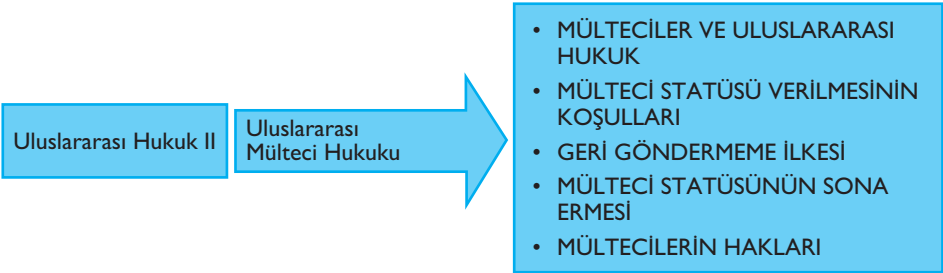 Uluslararası Hukuk II
Uluslararası
Mülteci Hukuku
• MÜLTECİLER VE ULUSLARARASI
HUKUK
• MÜLTECİ STATÜSÜ VERİLMESİNİN
KOŞULLARI
• GERİ GÖNDERMEME İLKESİ
• MÜLTECİ STATÜSÜNÜN SONA
ERMESİ
• MÜLTECİLERİN HAKLARI